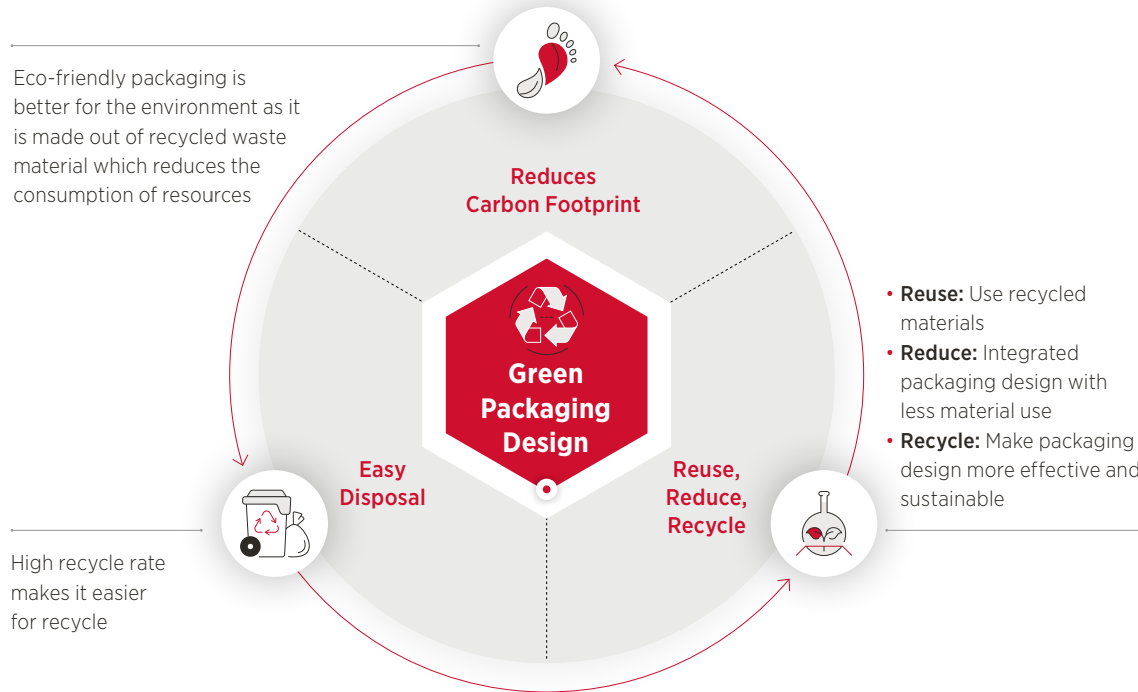 Eco-friendly packaging is
better for the environment as it
is made out of recycled waste
material which reduces the
consumption of resources
Reduces
Carbon Footprint
Green
Packaging
Design
• Reuse: Use recycled
materials
• Reduce: Integrated
packaging design with
less material use
• Recycle: Make packaging
design more effective and
sustainable
Easy
Disposal
Reuse,
Reduce,
Recycle
High recycle rate
makes it easier
for recycle